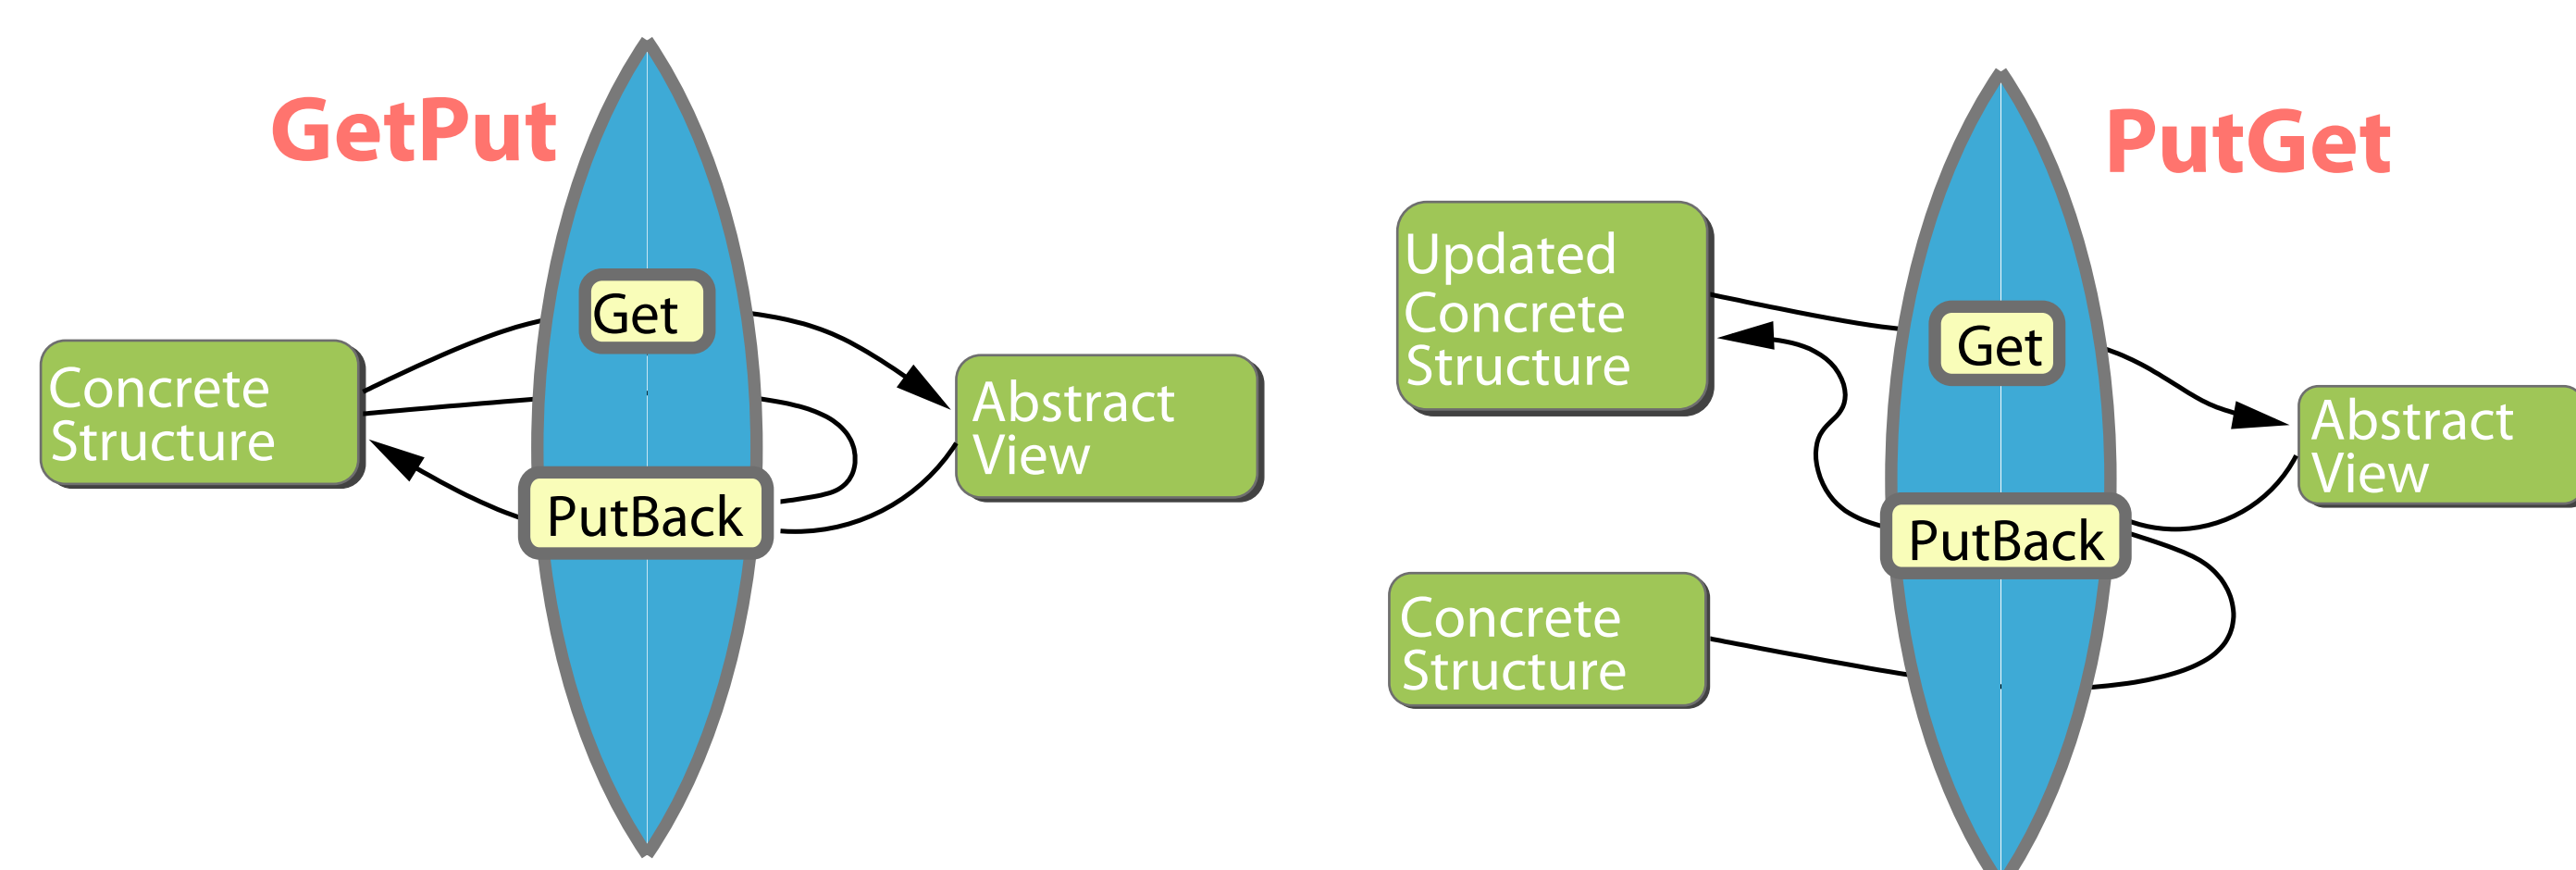 GetPut
Get
Concrete
Structure
Abstract
View
PutBack
PutGet
Updated
Concrete
Structure
Get
Abstract
View
PutBack
Concrete
Structure